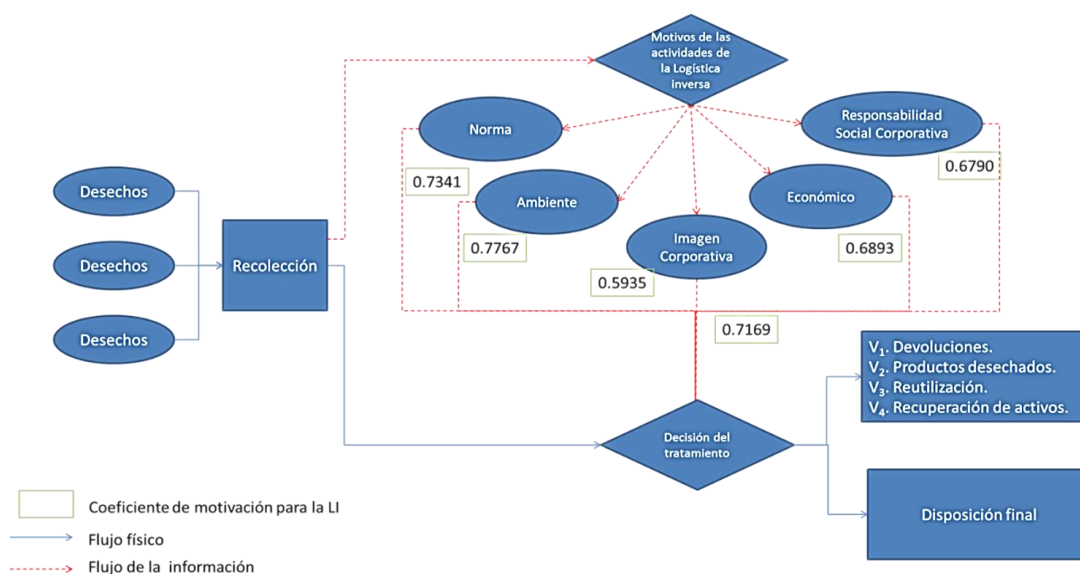 Motivos de las
actividades de
la Logística
inversa
Norma
Responsabilidad
Social Corporativa
0.7341
0.6790
Desechos
Ambiente
Económico
0.7767
Imagen
Corporativa
0.6893
Desechos
Recolección
0.5935
Desechos
0.7169
V1. Devoluciones.
V2. Productos desechados.
V3. Reutilización.
V4. Recuperación de activos.
Decisión del
tratamiento
Disposición final
Coeficiente de motivación para la LI
Flujo físico
Flujo de la información